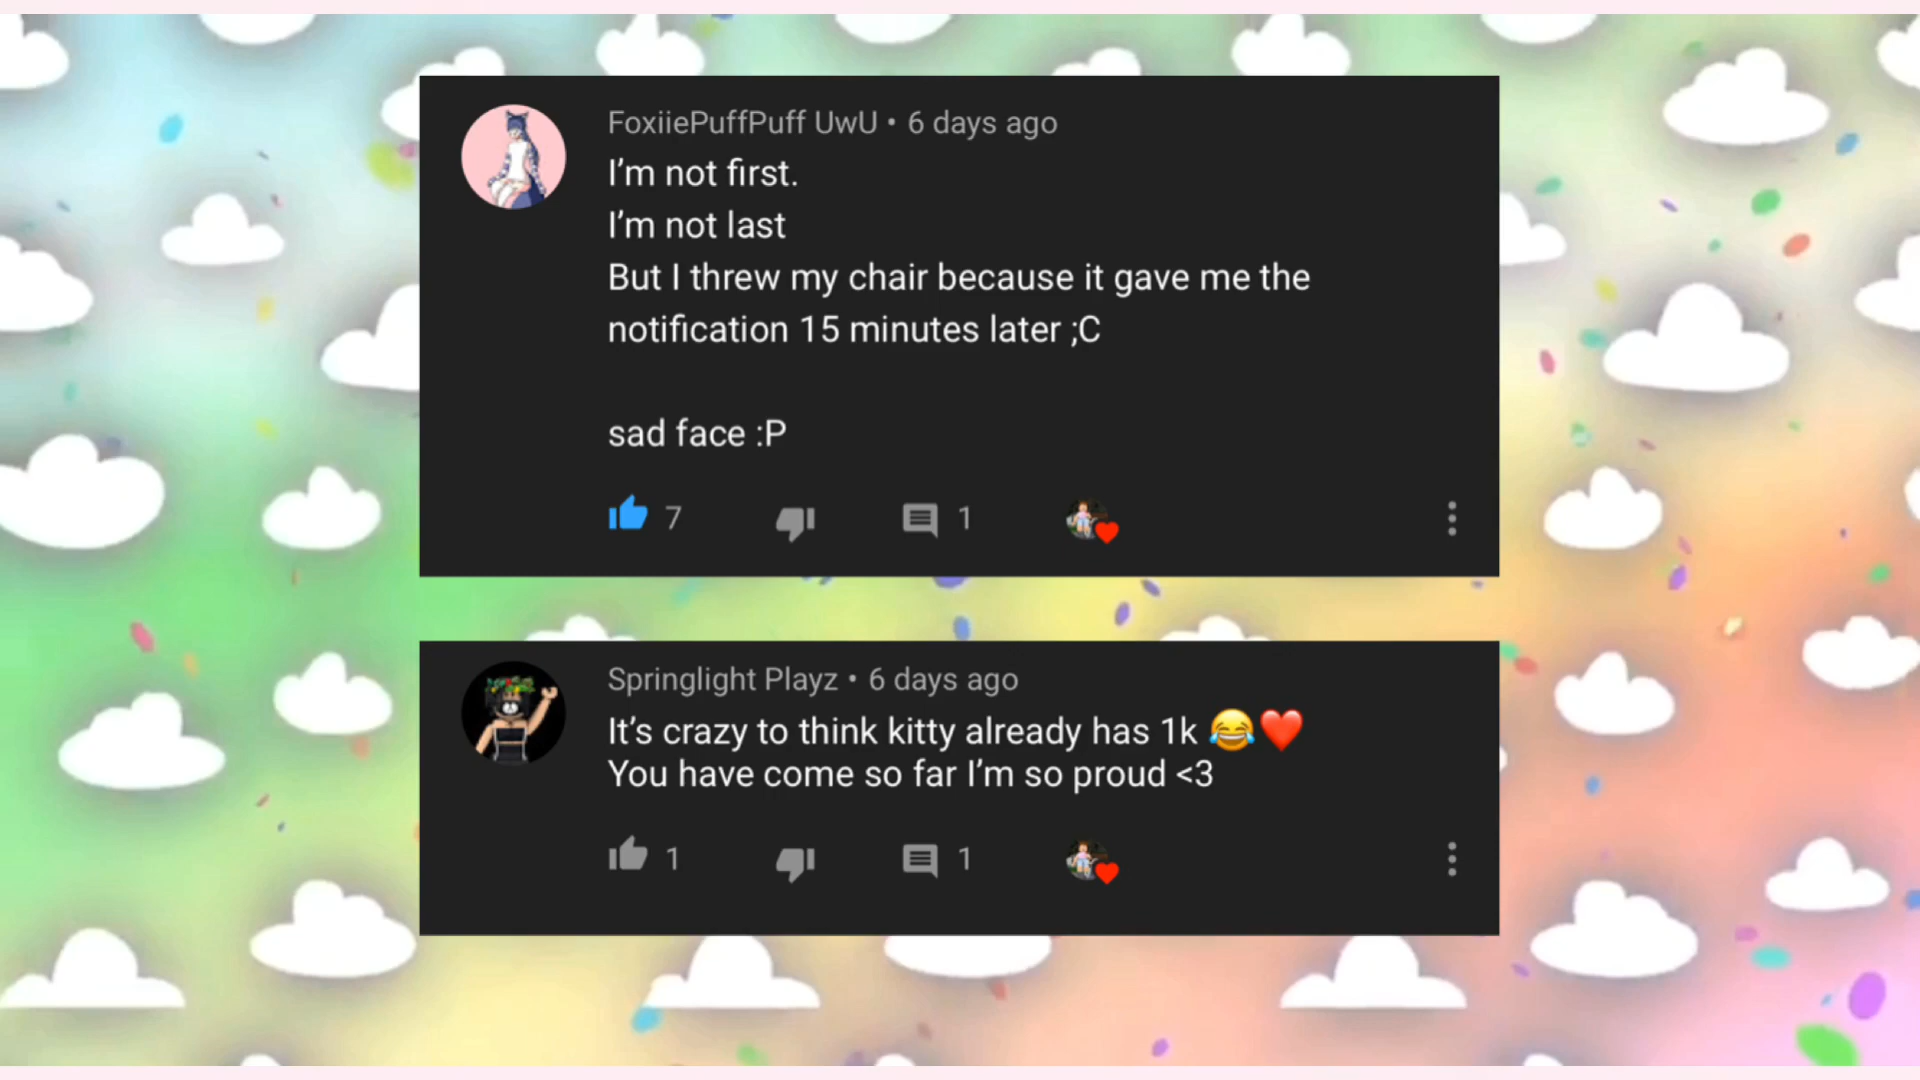 FoxiiePuffPuff UwU • 6 days ago
I’m not first.
I’m not last
But I threw my chair because it gave me the
notification 15 minutes later ;C
sad face :P
7
1
Springlight Playz • 6 days ago
It’s crazy to think kitty already has 1k 😂❤️
You have come so far I’m so proud <3
1
1